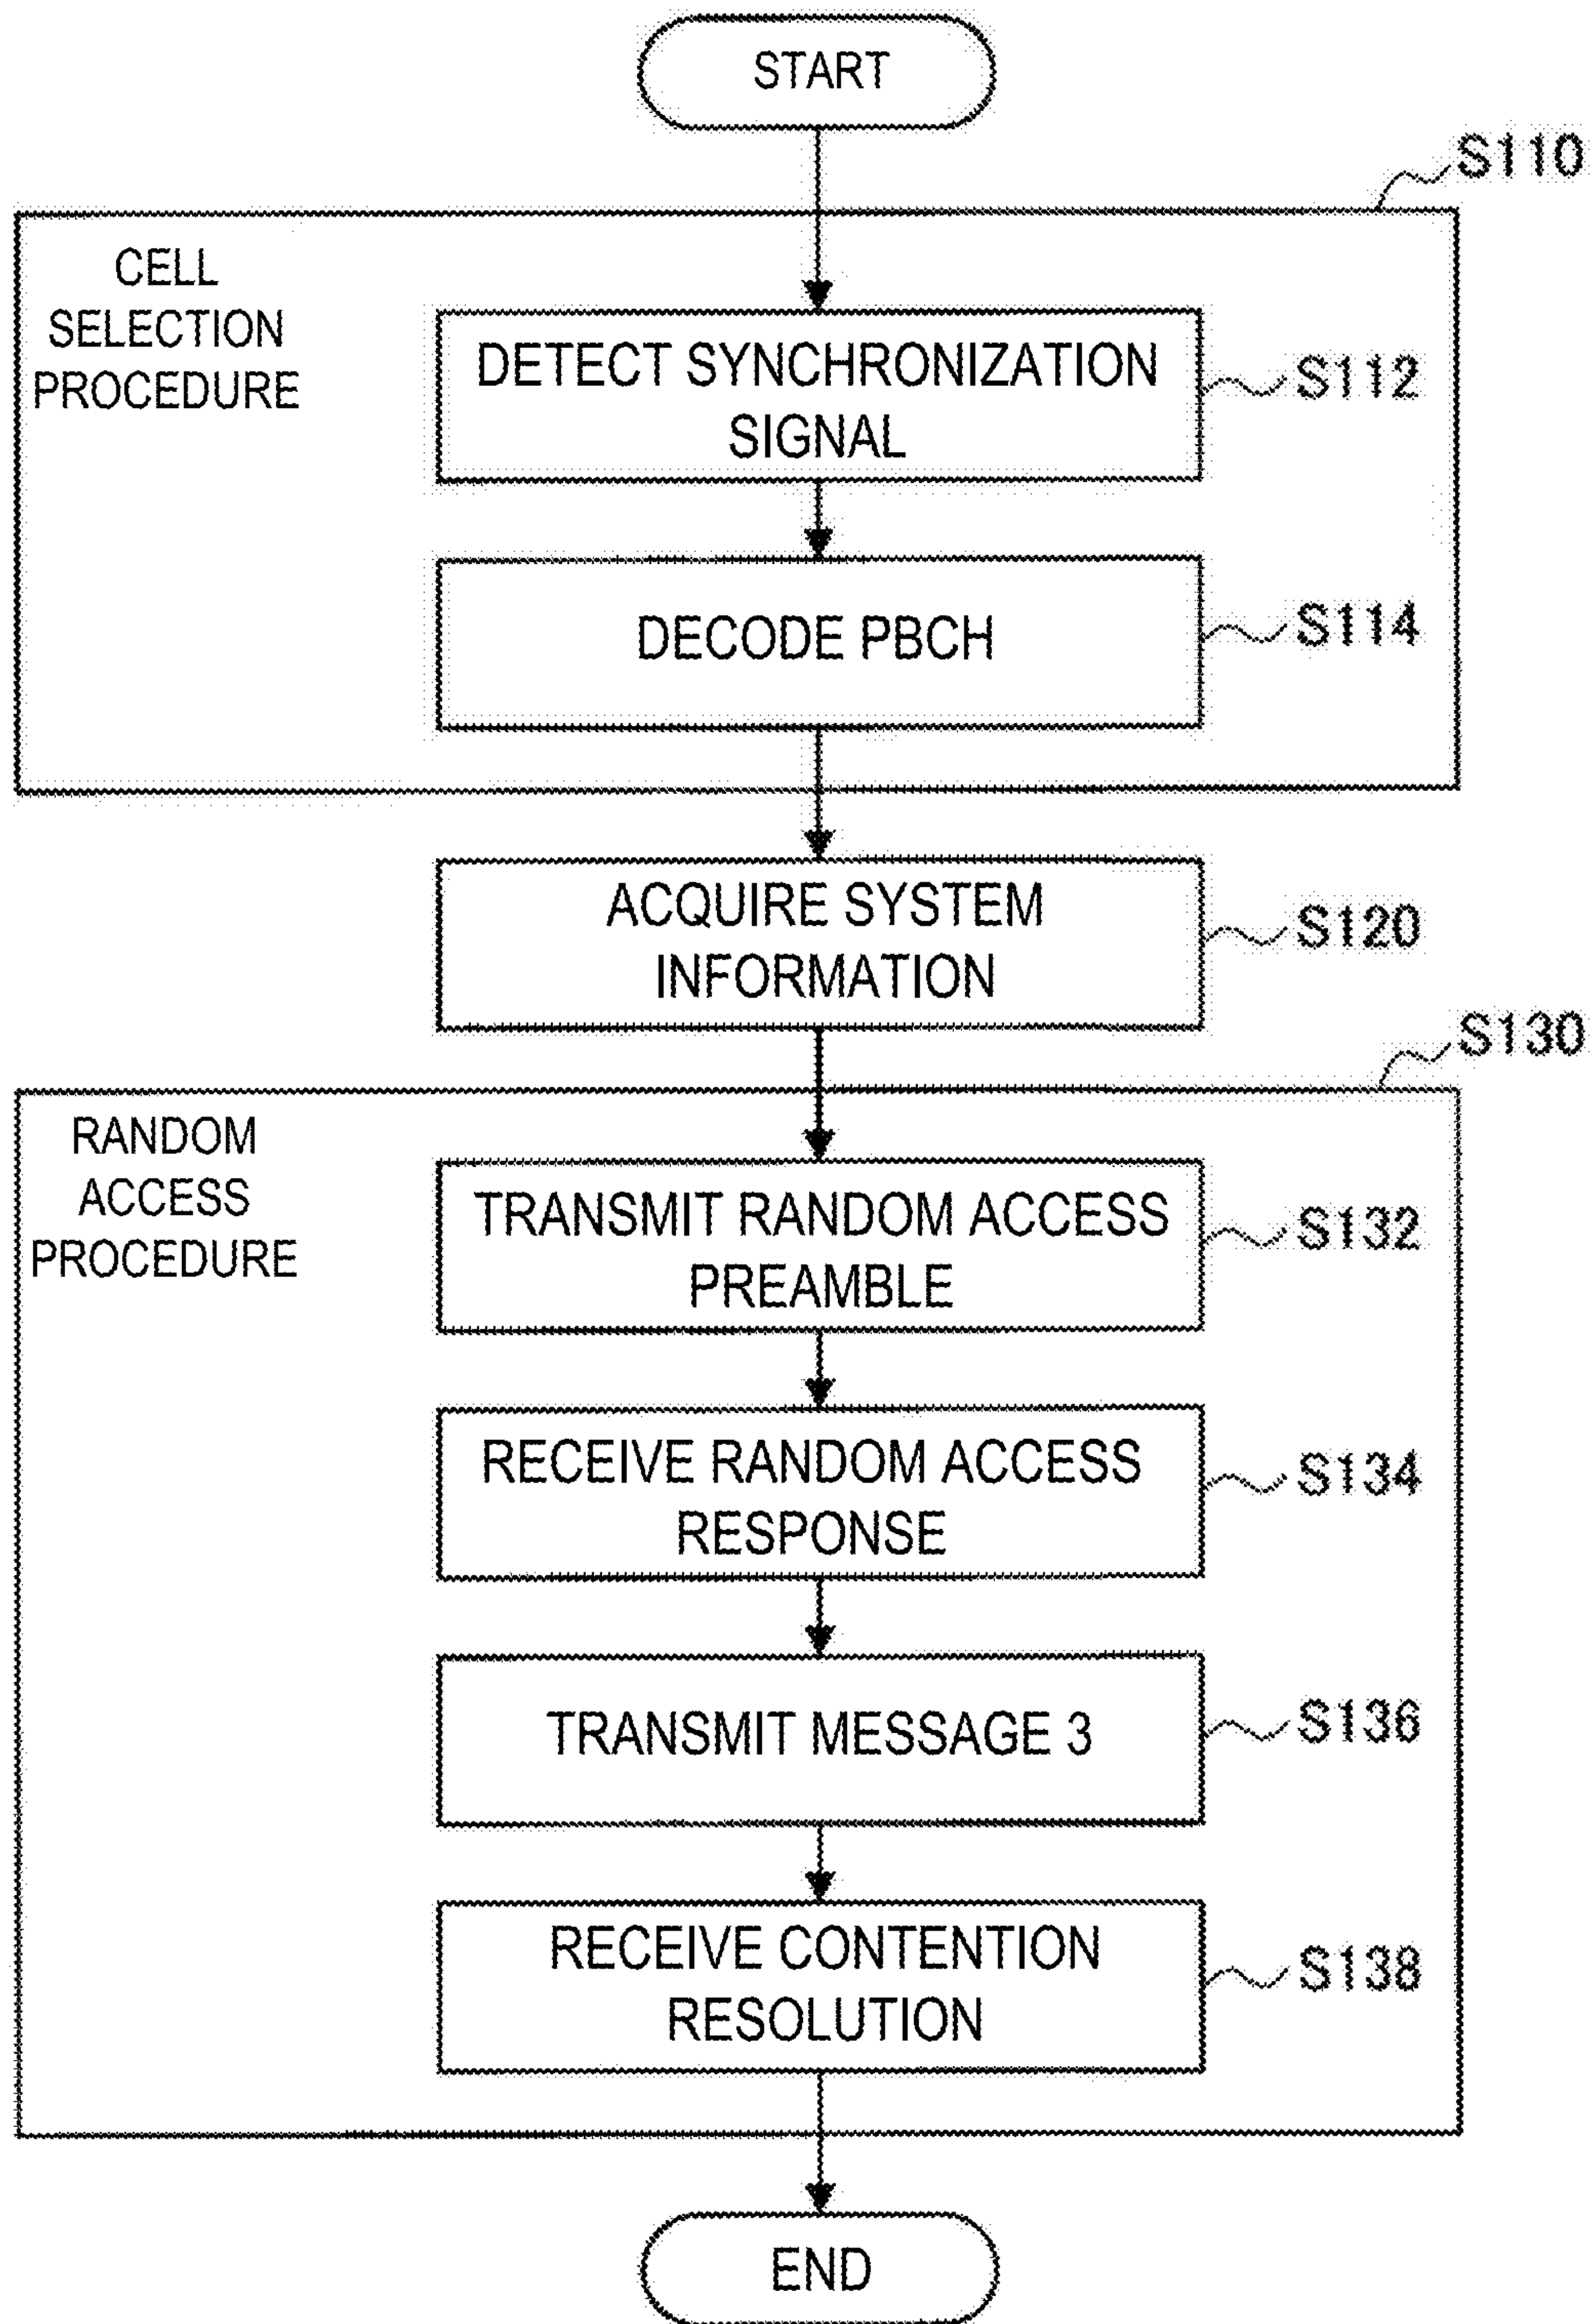 START
S110
CELL
SELECTION
PROCEDURE
DETECT SYNCHRONIZATION
SIGNAL
S112
DECODE PBCH
S114
ACQUIRE SYSTEM
INFORMATION
S120
S130
RANDOM
ACCESS
PROCEDURE
TRANSMIT RANDOM ACCESS
PREAMBLE
S132
RECEIVE RANDOM ACCESS
RESPONSE
S134
TRANSMIT MESSAGE 3
S136
RECEIVE CONTENTION
RESOLUTION
S138
END